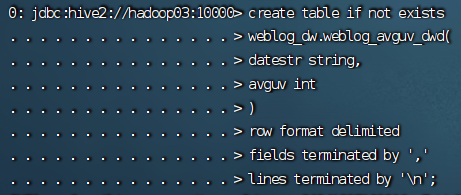 0: jdbc:hive2://hadoop03:10000> create table if not exists
. . . . . . . . . . . . . . . > weblog_dw.weblog_avguv_dwd(
. . . . . . . . . . . . . . . > datestr string,
. . . . . . . . . . . . . . . > avguv int
. . . . . . . . . . . . . . . > )
. . . . . . . . . . . . . . . > row format delimited
. . . . . . . . . . . . . . . > fields terminated by ','
. . . . . . . . . . . . . . . > lines terminated by '\n';